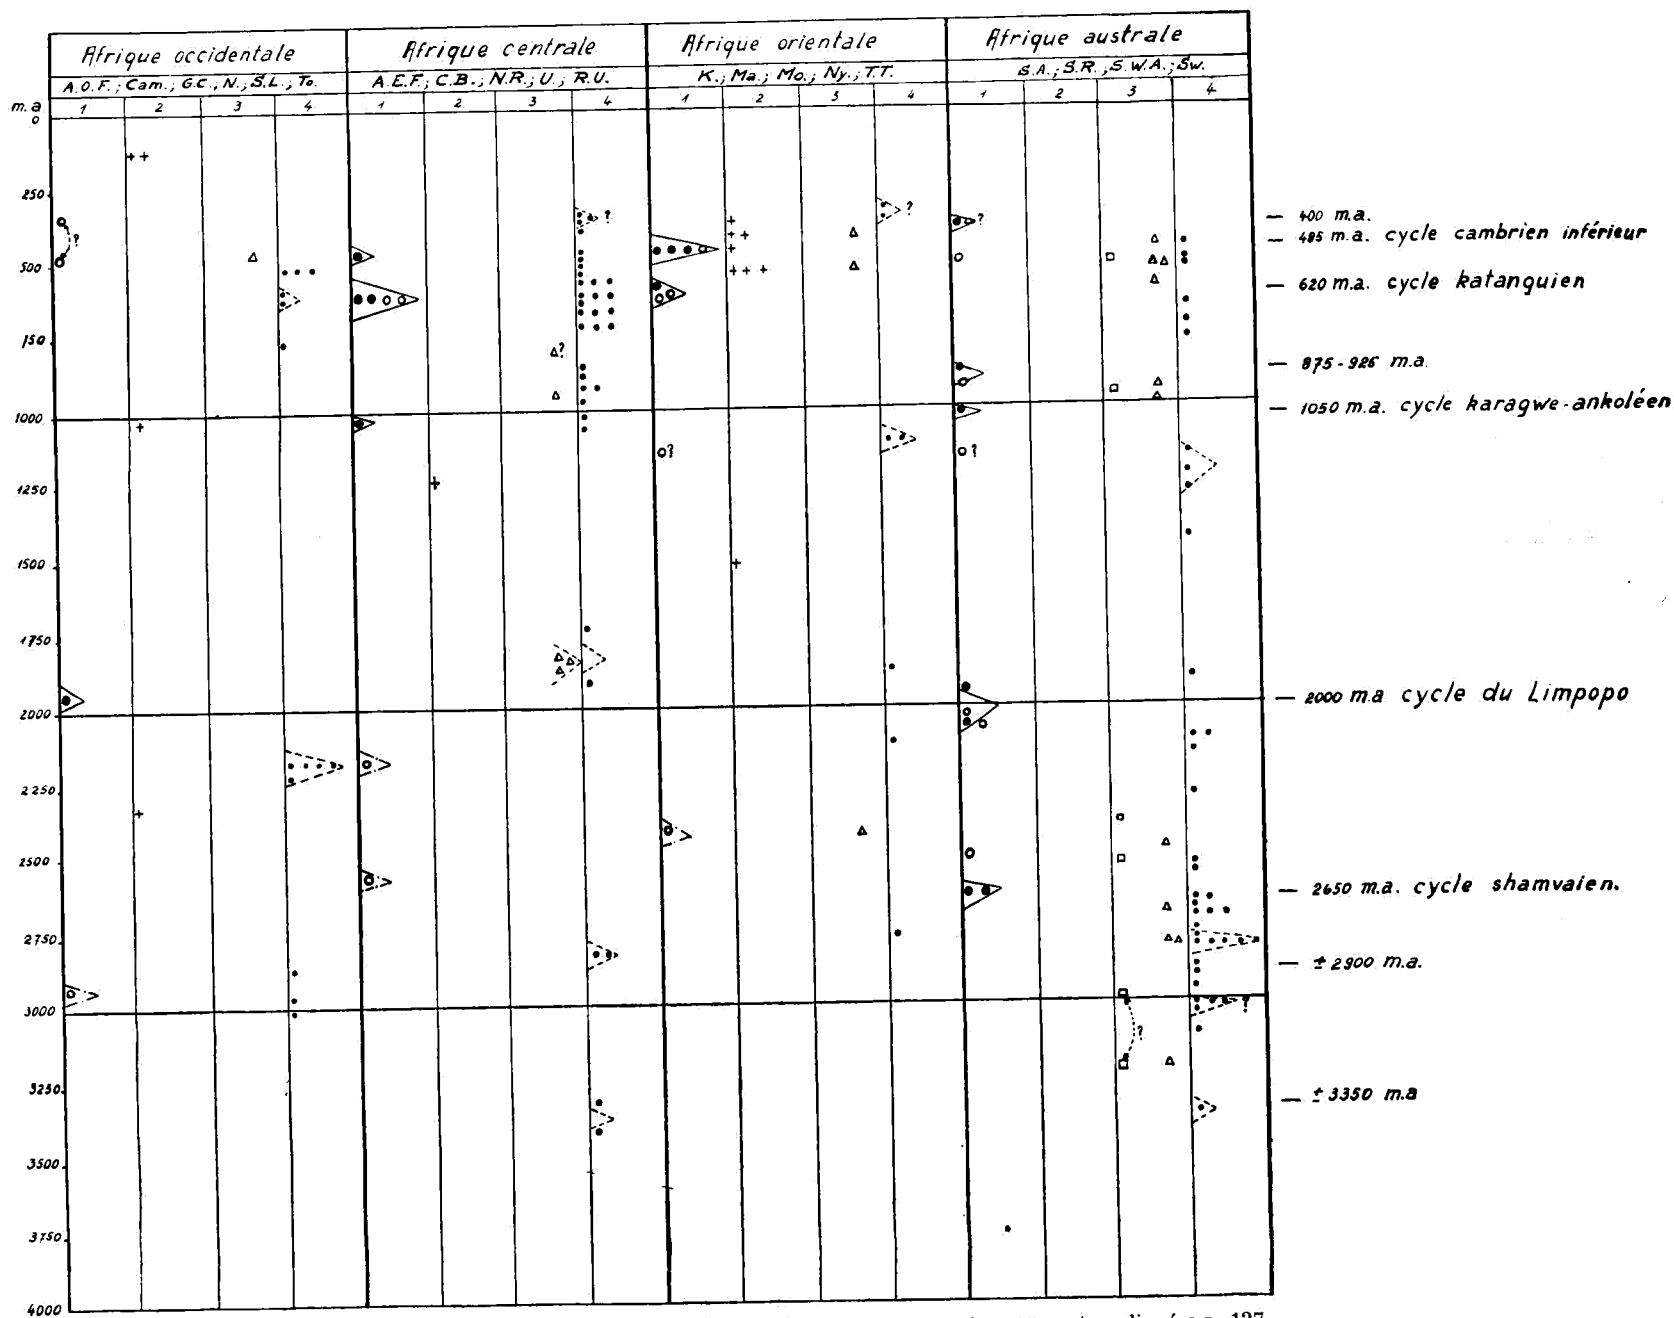 Afrique occidentale Afrique centrale Afrique orientale Afrique australe
A.O.F.; Cam.; G.C.; N.; S.L.; To. A.E.F.; C.B.; N.R.; U.; R.U. K.; Ma.; Mo.; Ny.; T.T. S.A.; S.R.; S.W.A.; Sw.
m.a 1 2 3 4 1 2 3 4 1 2 3 4 1 2 3 4
0
250
500
750
1000
1250
1500
1750
2000
2250
2500
2750
3000
3250
3500
3750
4000
? ? ? ?
?
? ?
?
?
400 m.a.
485 m.a. cycle cambrien inférieur
620 m.a. cycle katanguien
875-926 m.a.
1050 m.a. cycle karagwe-ankoléen
2000 m.a cycle du Limpopo
2650 m.a. cycle shamvaien.
± 2900 m.a.
± 3350 m.a
137